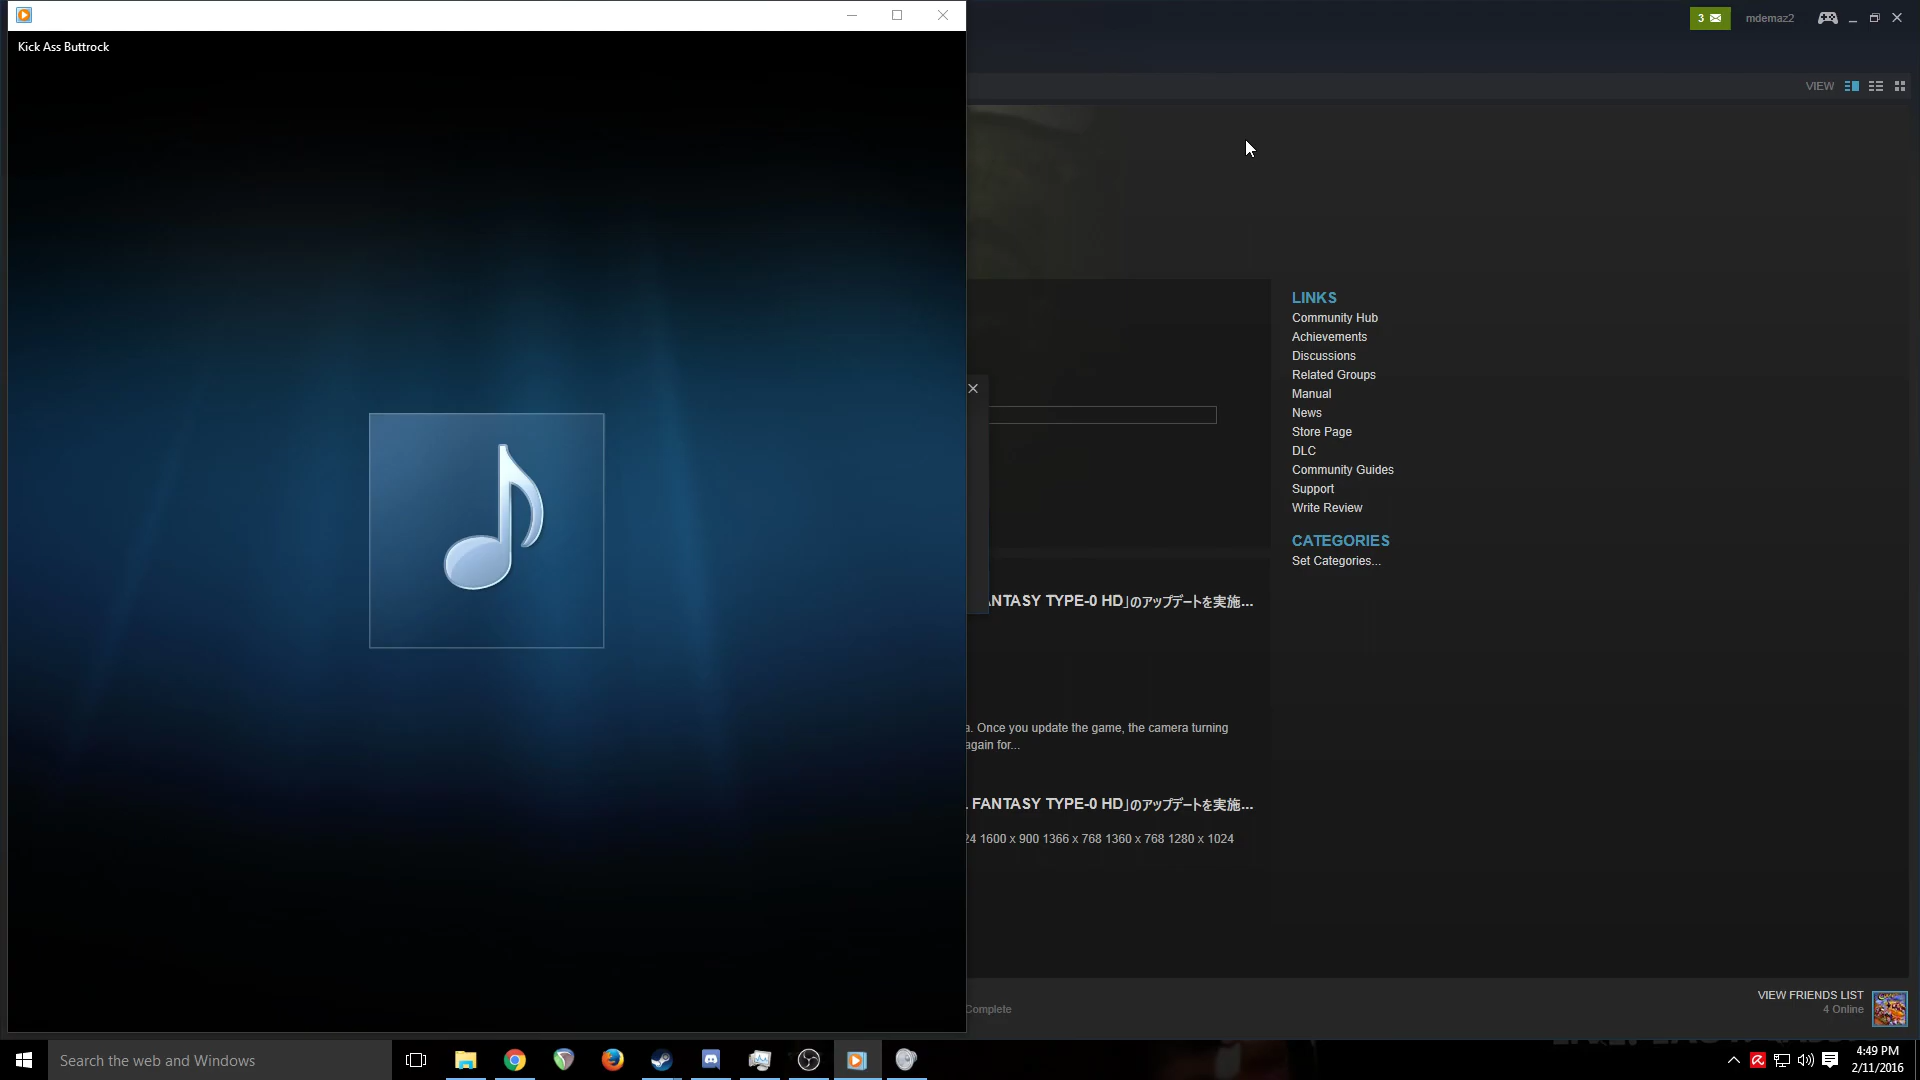 Kick Ass Buttrock
3
mdemaz2
VIEW
LINKS
Community Hub
Achievements
Discussions
Related Groups
Manual
News
Store Page
DLC
Community Guides
Support
Write Review
CATEGORIES
Set Categories...
ANTASY TYPE-0 HD」のアップデートを実施...
a. Once you update the game, the camera turning
again for...
FANTASY TYPE-0 HD」のアップデートを実施...
24 1600 x 900 1366 x 768 1360 x 768 1280 x 1024
Complete
VIEW FRIENDS LIST
4 Online
Search the web and Windows
4:49 PM
2/11/2016